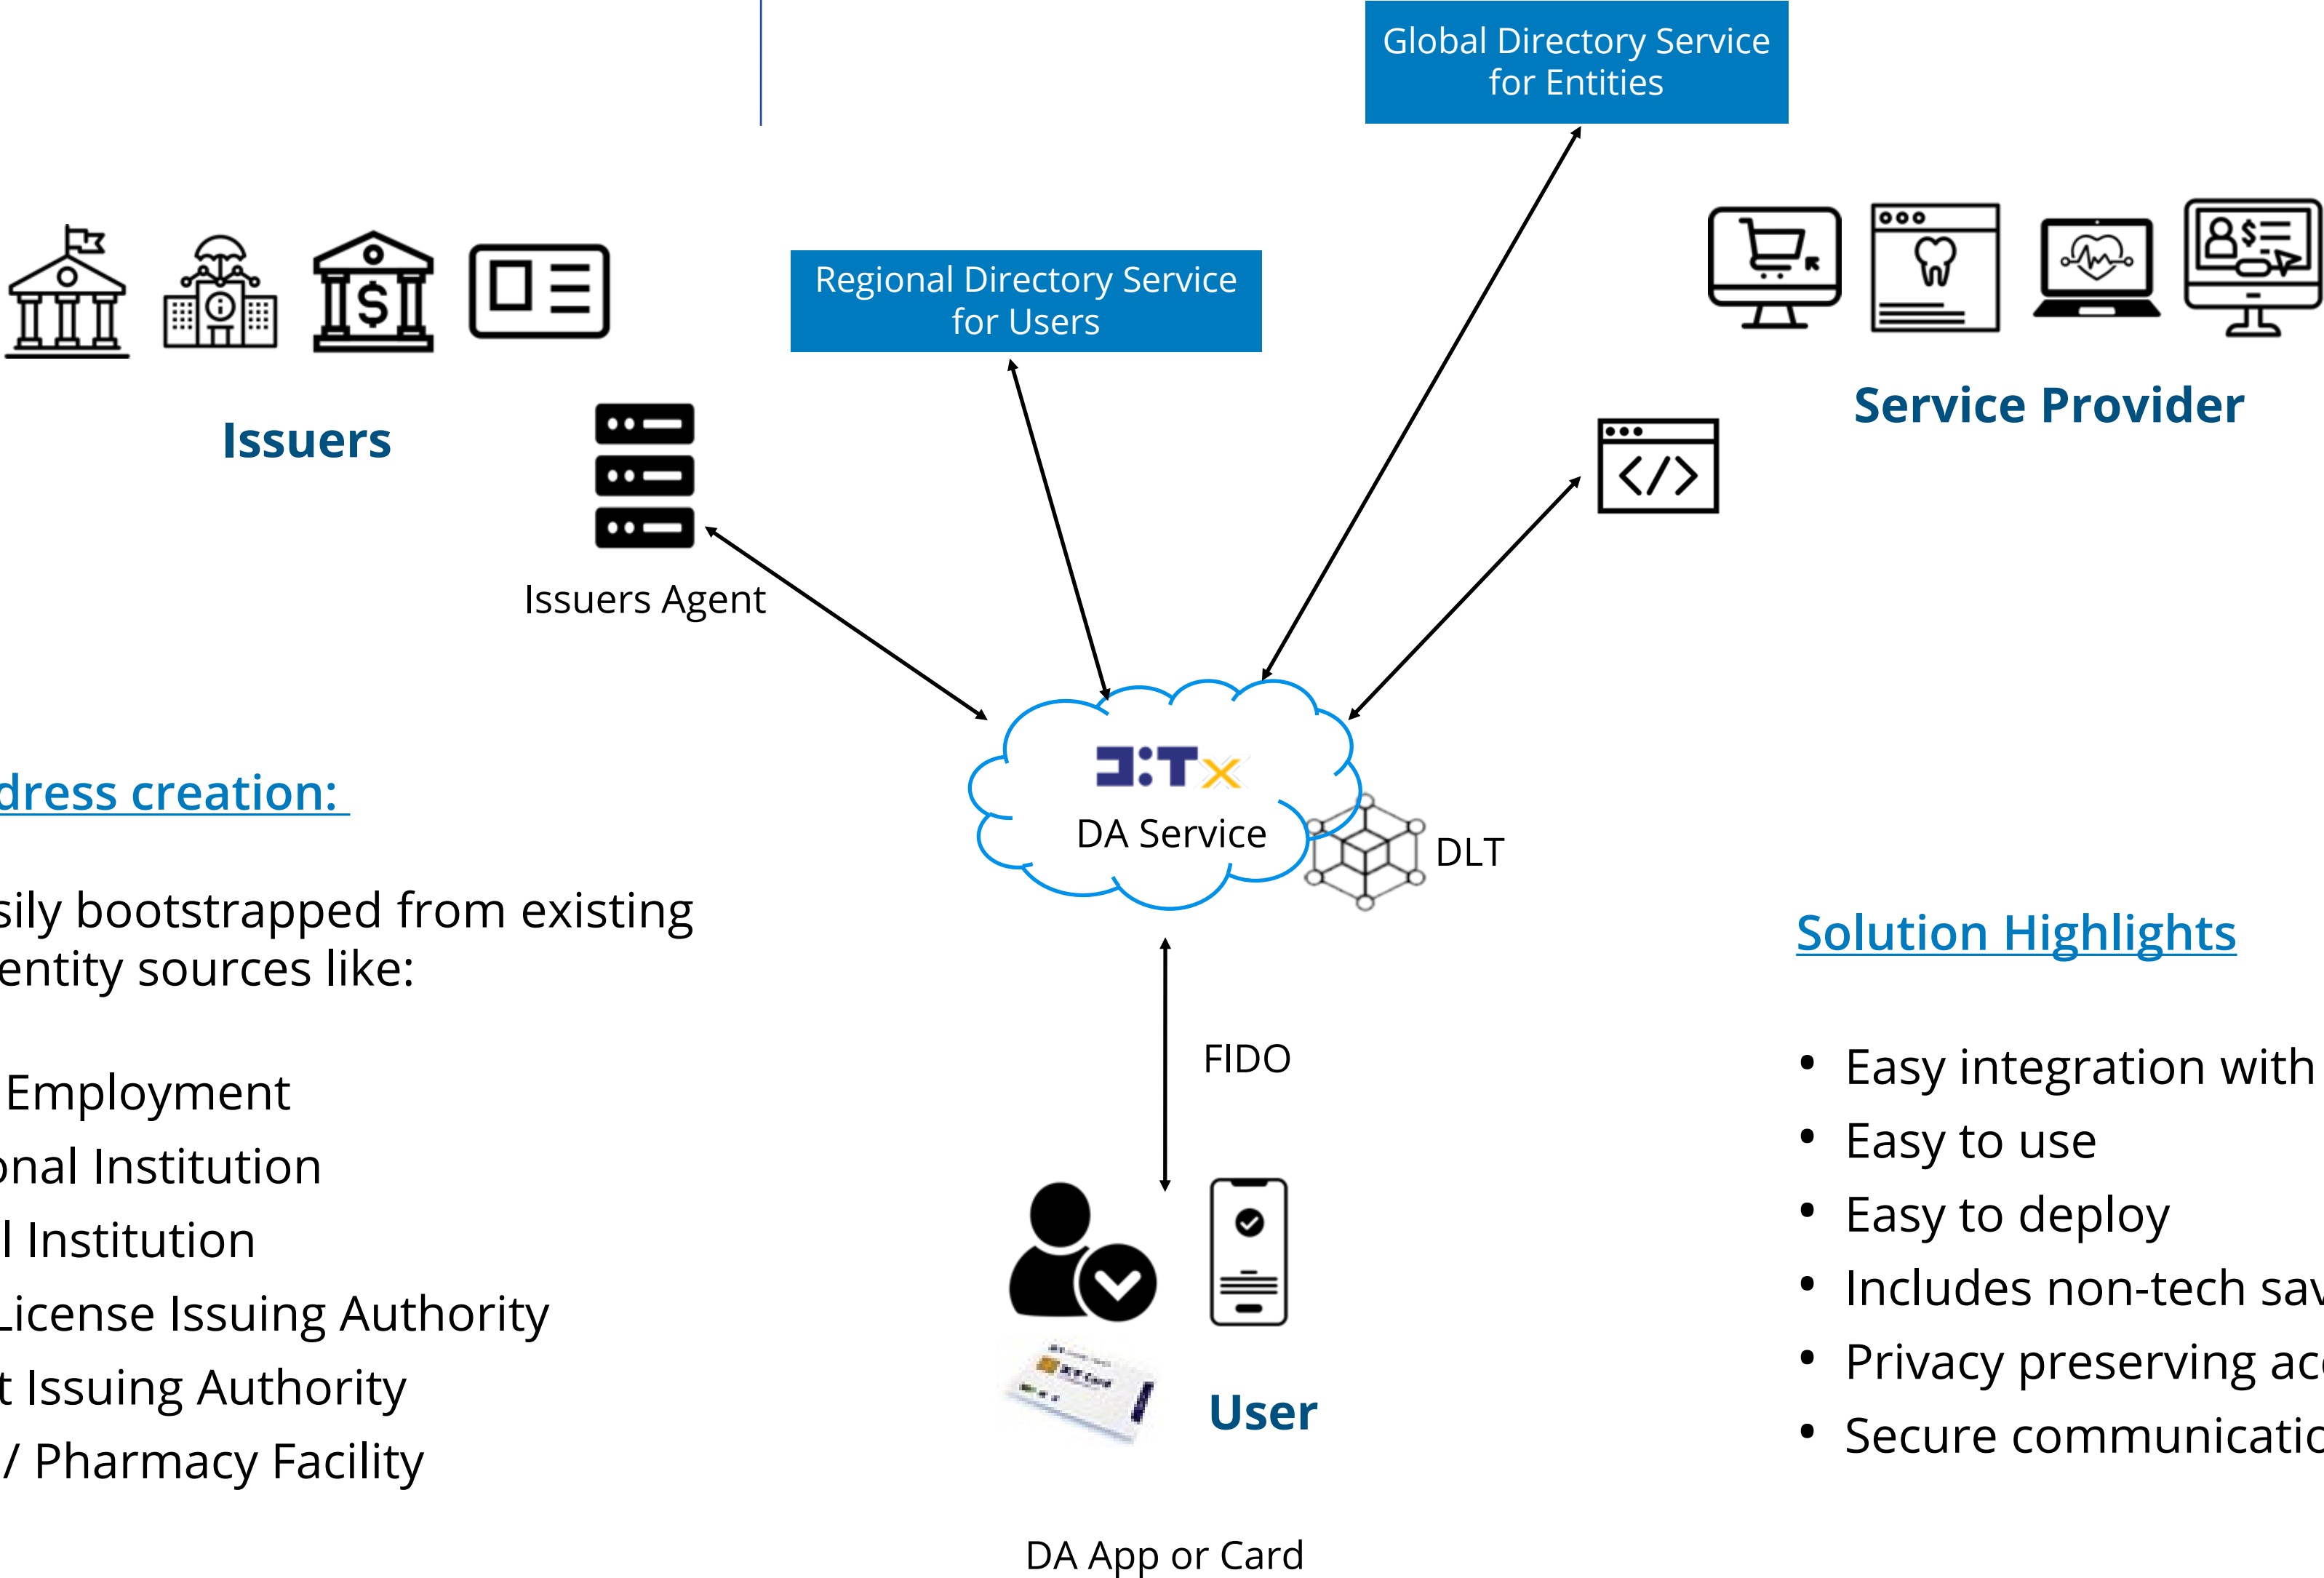 Global Directory Service
for Entities
Regional Directory Service
for Users
Service Provider
Issuers
Issuers Agent
DA Service
DLT
dress creation:
sily bootstrapped from existing
entity sources like:
Employment
onal Institution
l Institution
License Issuing Authority
t Issuing Authority
/ Pharmacy Facility
FIDO
User
DA App or Card
Solution Highlights
• Easy integration with
• Easy to use
• Easy to deploy
• Includes non-tech sav
• Privacy preserving acc
• Secure communicatio